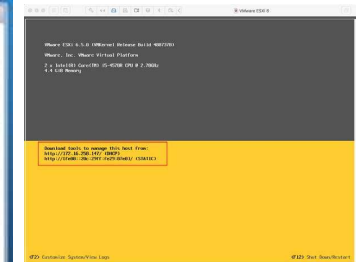 VMware ESXi 6
VMware ESXi 6.5.0 (VMKernel Release Build 4887370)
VMware, Inc. VMware Virtual Platform
2 x Intel(R) Core(TM) i5-4570R CPU @ 2.70GHz
4.4 GiB Memory
Download tools to manage this host from:
http://172.16.250.147/ (DHCP)
(STATIC)
<F2> Customize System/View Logs
<F12> Shut Down/Restart